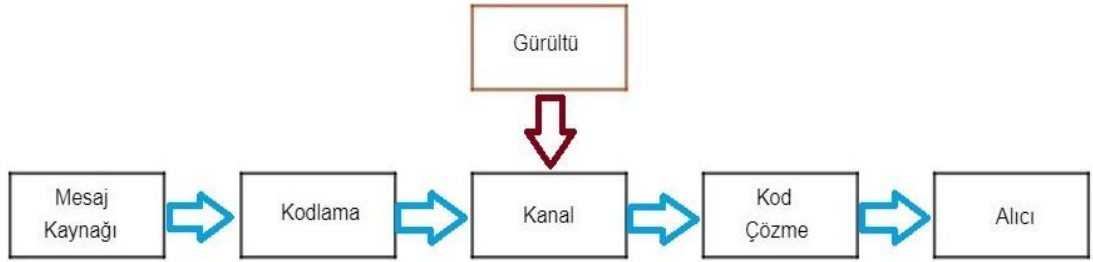 Gürültü
Mesaj
Kaynağı
Kodlama
Kanal
Kod
Çözme
Alıcı